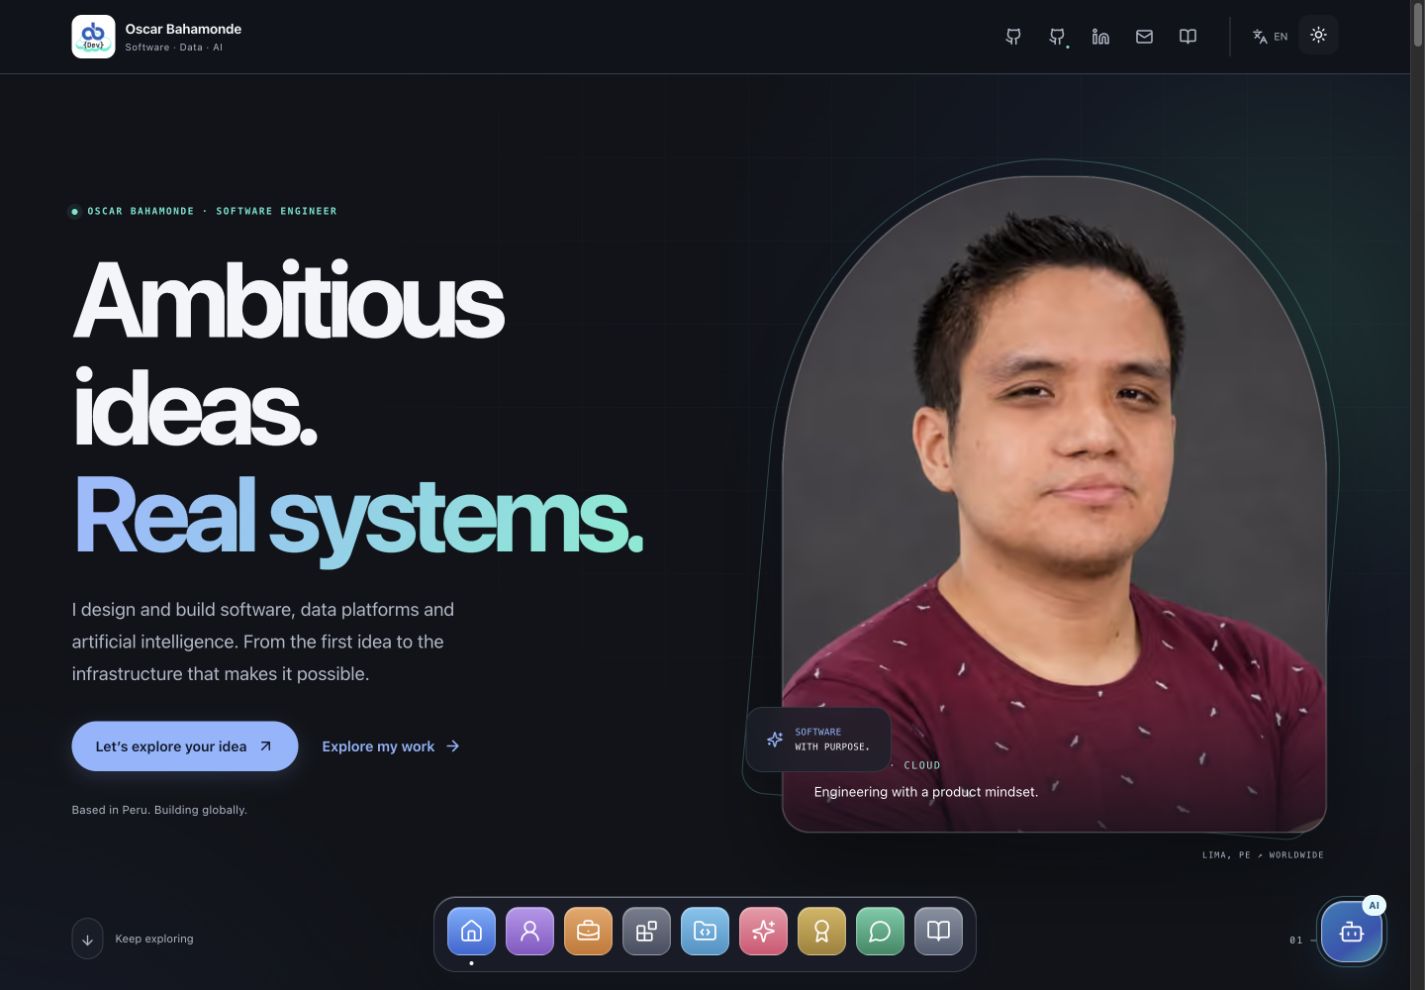 ob
{Dev}
Oscar Bahamonde
Software · Data · AI
EN
OSCAR BAHAMONDE · SOFTWARE ENGINEER
Ambitious
ideas.
Real systems.
I design and build software, data platforms and
artificial intelligence. From the first idea to the
infrastructure that makes it possible.
Let's explore your idea
Explore my work
Based in Peru. Building globally.
SOFTWARE
WITH PURPOSE.
· CLOUD
Engineering with a product mindset.
LIMA, PE ↗ WORLDWIDE
Keep exploring
01
AI